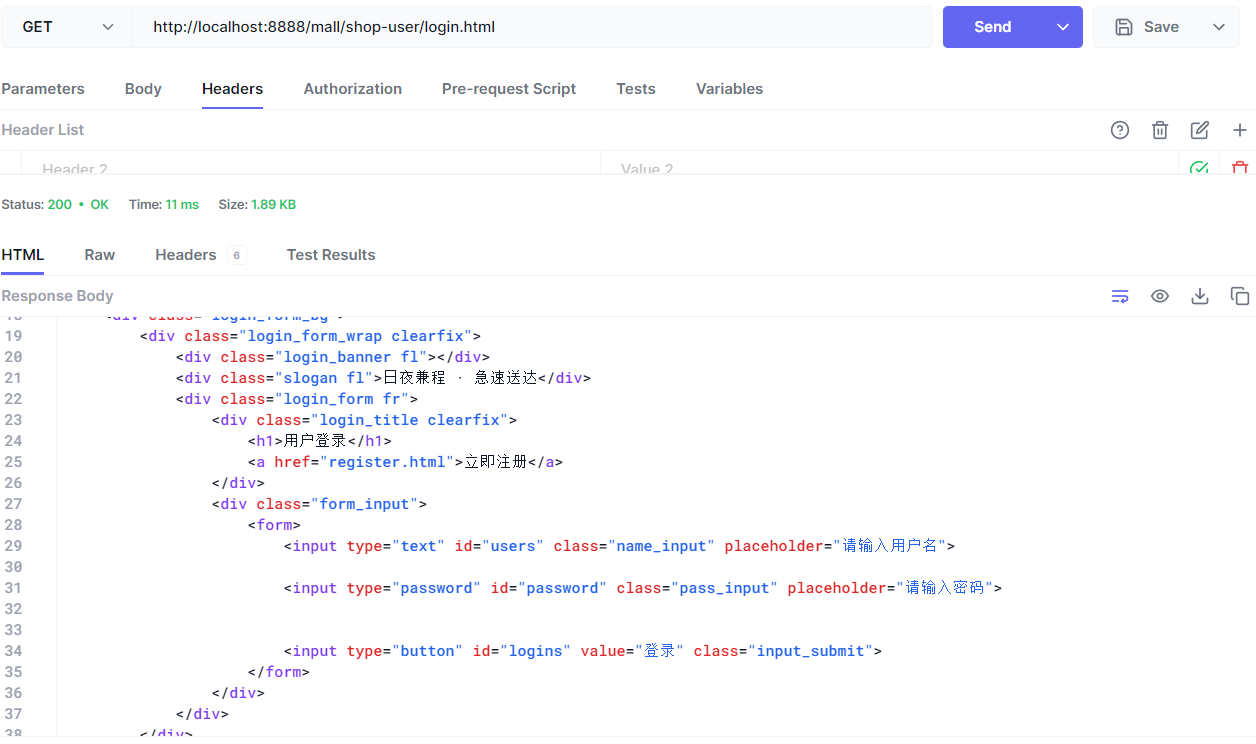 GET http://localhost:8888/mall/shop-user/login.html Send Save
Parameters Body Headers Authorization Pre-request Script Tests Variables
Header List
Header 2 Value 2
Status: 200 • OK Time: 11 ms Size: 1.89 KB
HTML Raw Headers 6 Test Results
Response Body
18 <div class="login_form_bg">
19 <div class="login_form_wrap clearfix">
20 <div class="login_banner fl"></div>
21 <div class="slogan fl">日夜兼程 · 急速送达</div>
22 <div class="login_form fr">
23 <div class="login_title clearfix">
24 <h1>用户登录</h1>
25 <a href="register.html">立即注册</a>
26 </div>
27 <div class="form_input">
28 <form>
29 <input type="text" id="users" class="name_input" placeholder="请输入用户名">
30
31 <input type="password" id="password" class="pass_input" placeholder="请输入密码">
32
33
34 <input type="button" id="logins" value="登录" class="input_submit">
35 </form>
36 </div>
37 </div>
38 </div>